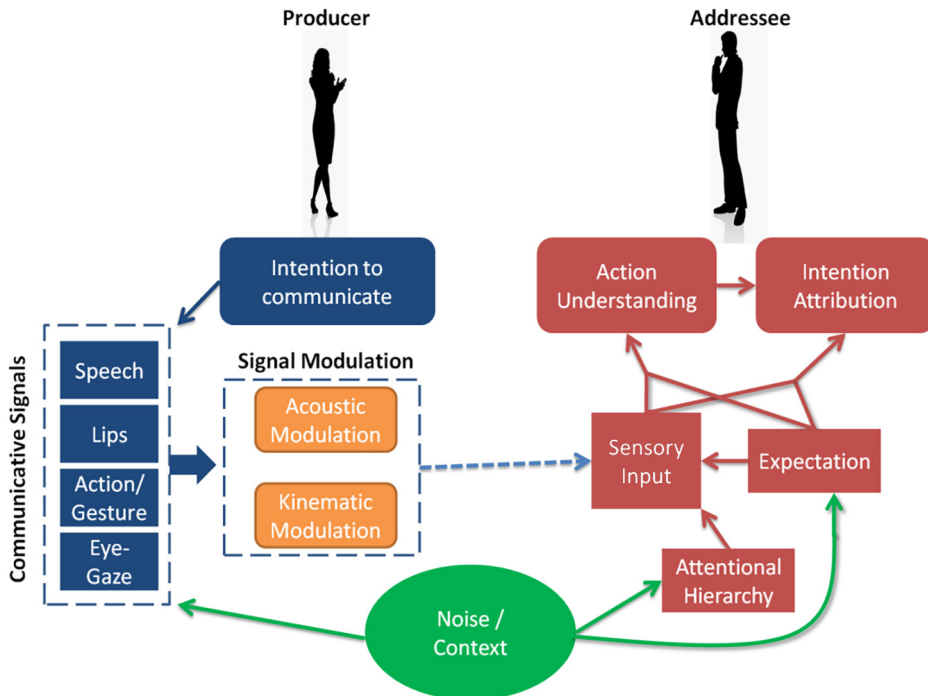 Producer
Addressee
Intention to
communicate
Action
Understanding
Intention
Attribution
Communicative Signals
Speech
Lips
Action/
Gesture
Eye-
Gaze
Signal Modulation
Acoustic
Modulation
Kinematic
Modulation
Sensory
Input
Expectation
Attentional
Hierarchy
Noise /
Context